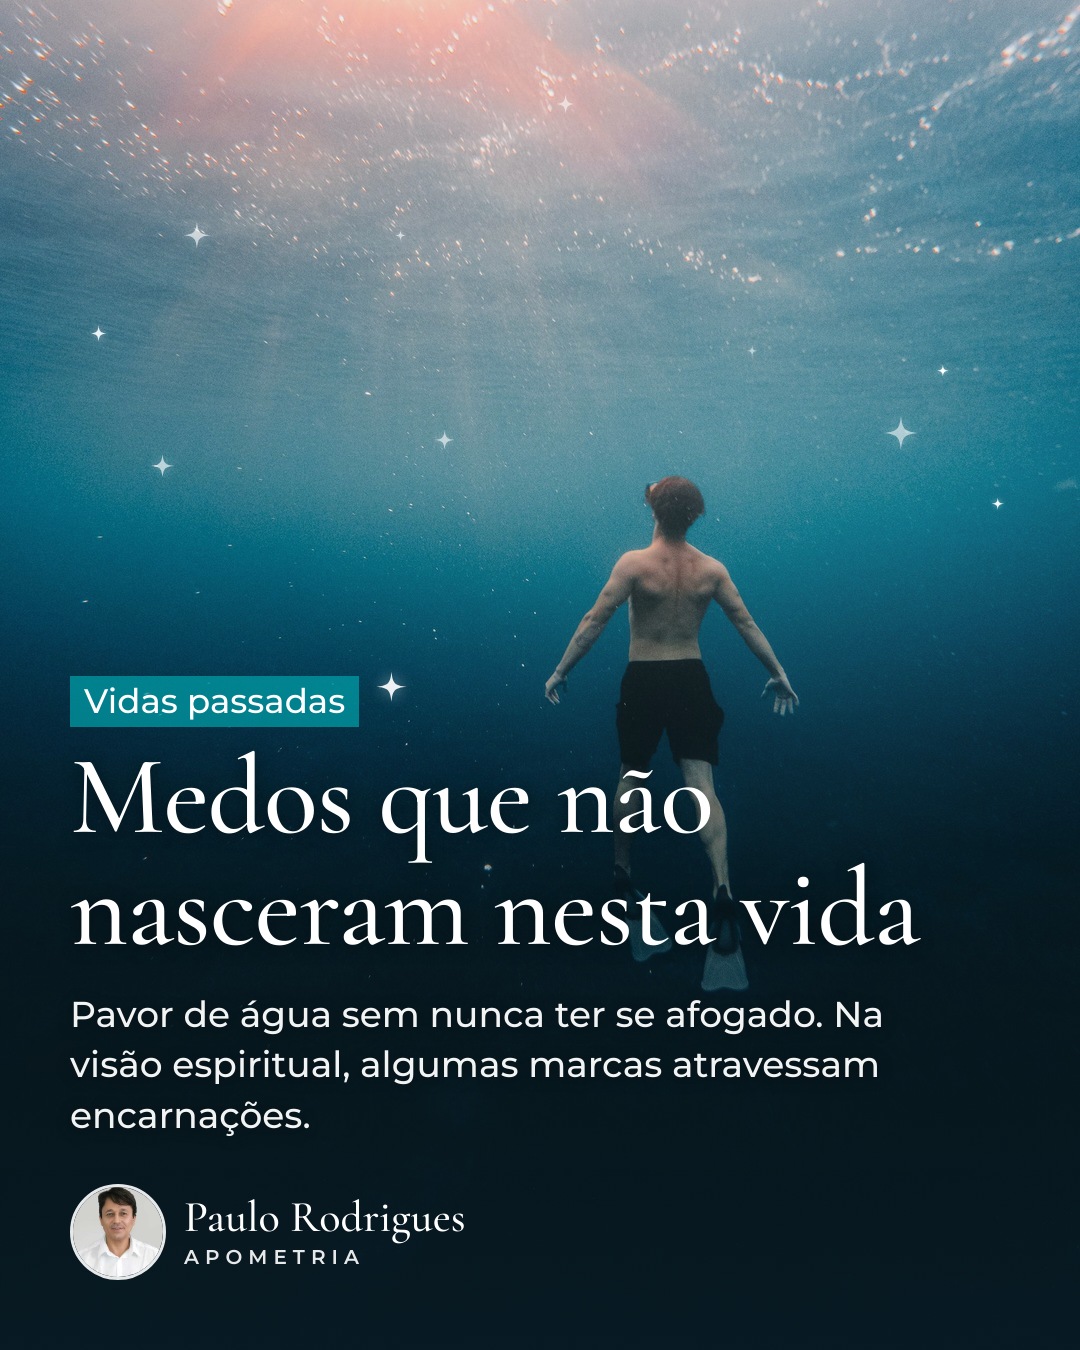 Vidas passadas
Medos que não
nasceram nesta vida
Pavor de água sem nunca ter se afogado. Na
visão espiritual, algumas marcas atravessam
encarnações.
Paulo Rodrigues
APOMETRIA